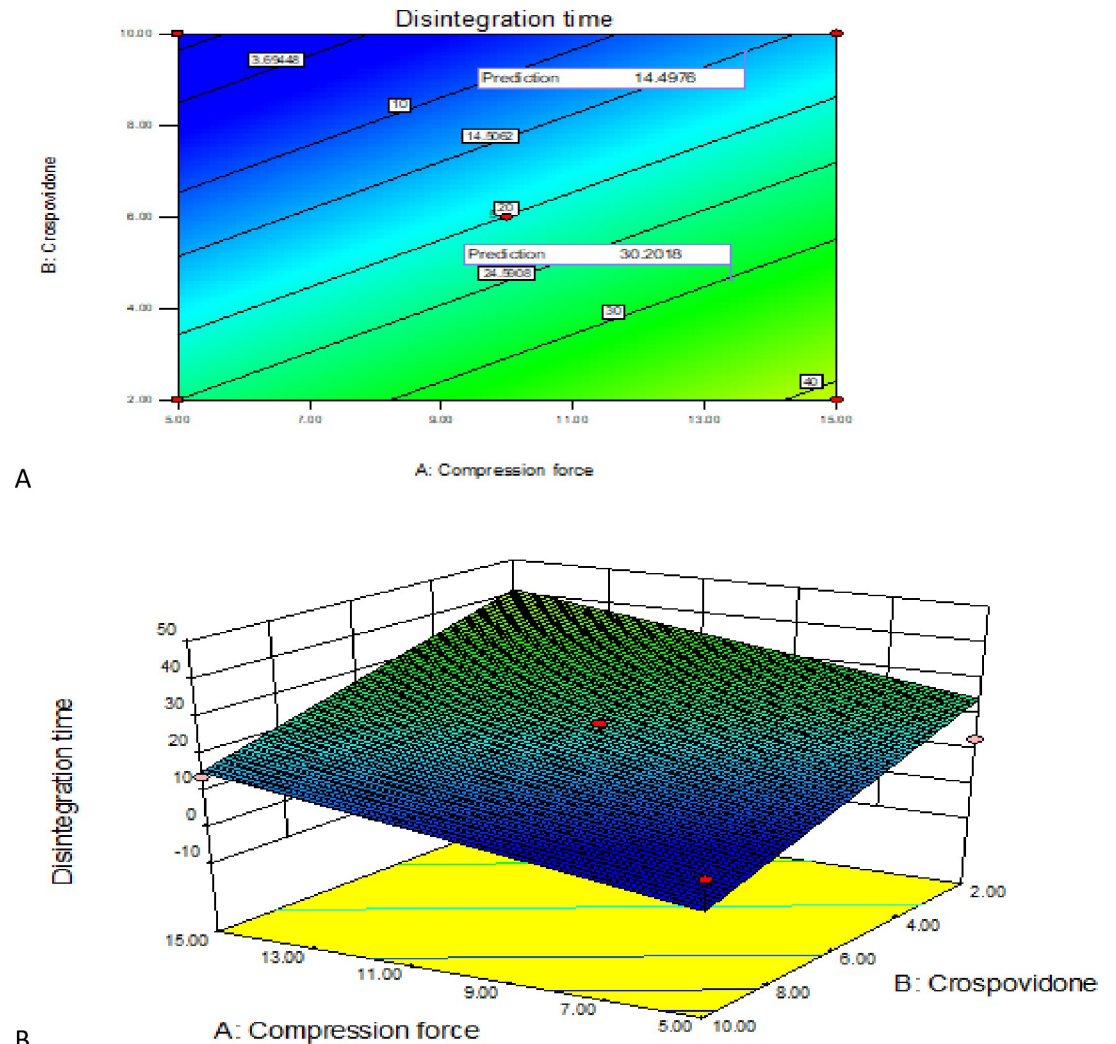 Disintegration time
10.00
3.69448
Prediction 14.4976
10
8.00
14.5062
B: Crospovidone
20
6.00
Prediction 30.2018
24.5908
4.00
30
40
2.00
5.00 7.00 9.00 11.00 13.00 15.00
A: Compression force
A
50
40
30
20
10
0
-10
Disintegration time
15.00
13.00
11.00
9.00
7.00
5.00
2.00
4.00
6.00
8.00
10.00
B: Crospovidone
A: Compression force
B